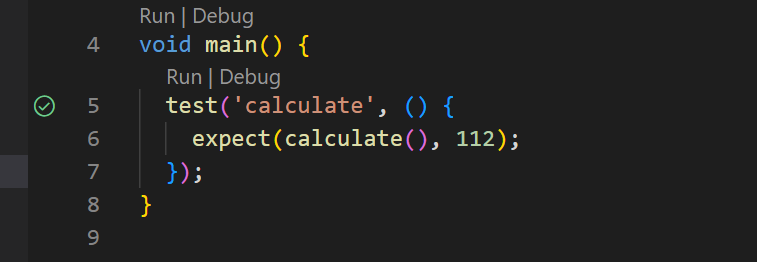 Run | Debug
4 void main() {
Run | Debug
5 test('calculate', () {
6 expect(calculate(), 112);
7 });
8 }
9